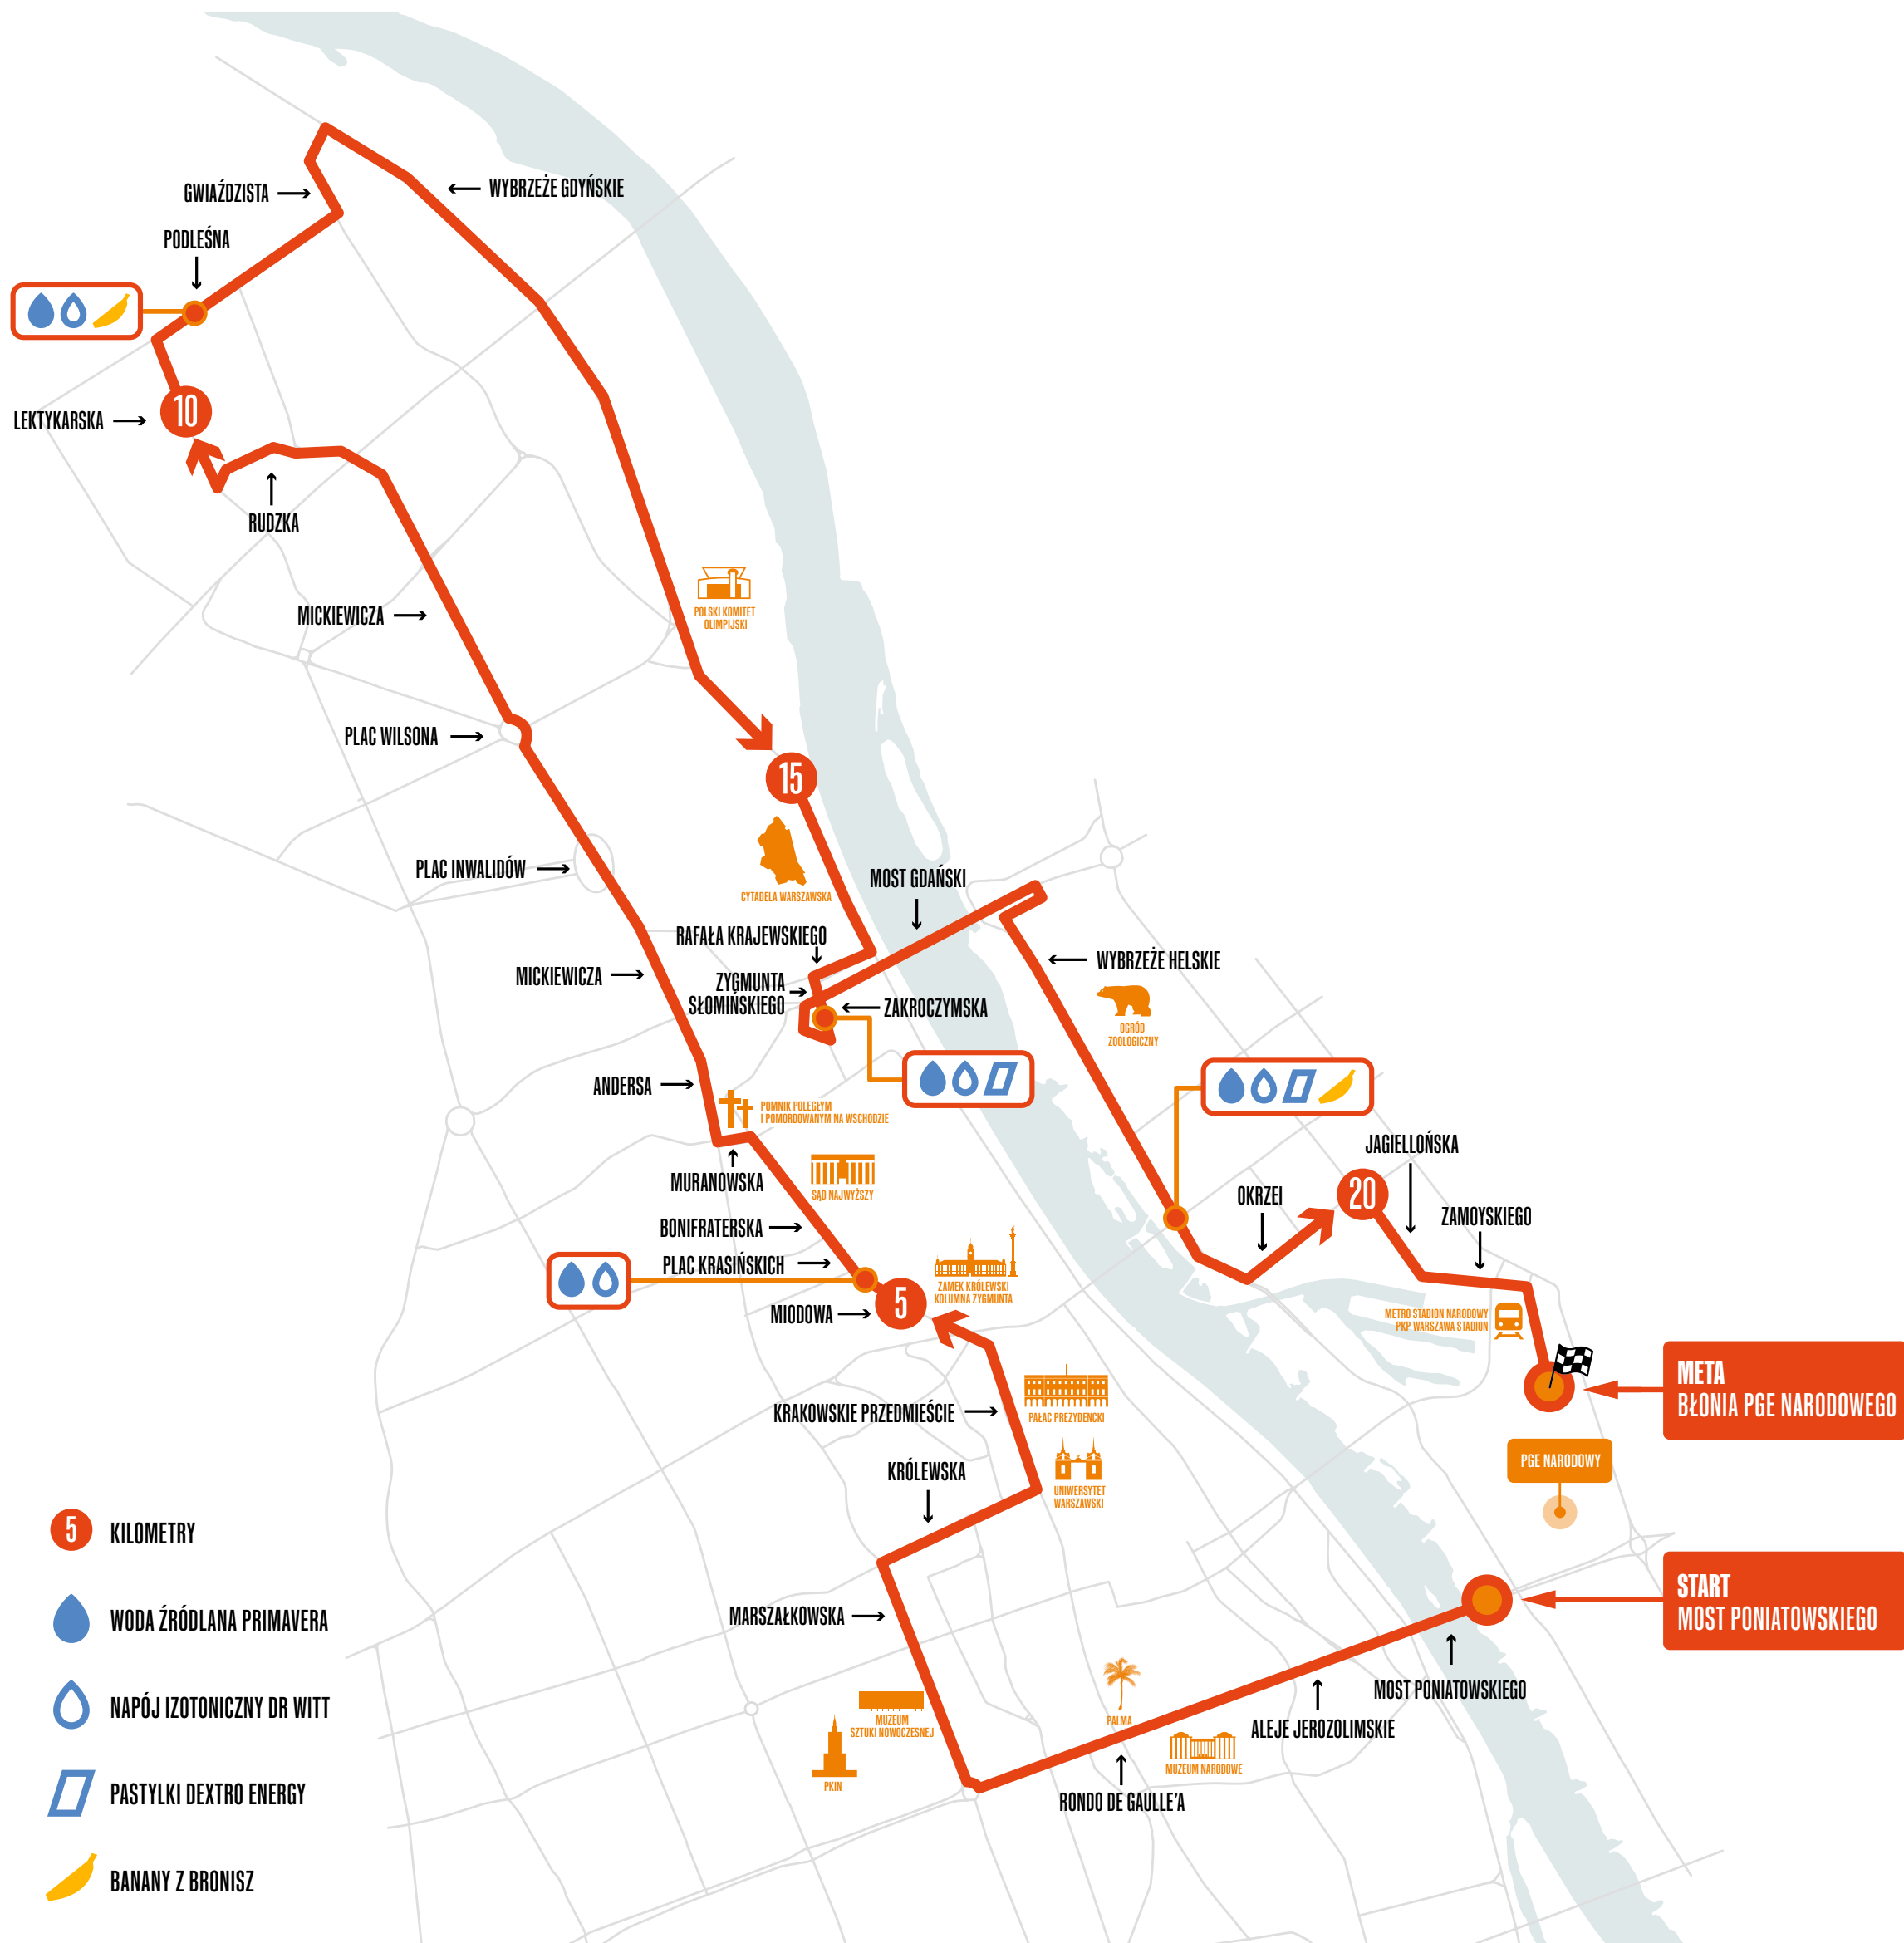 GWIAŹDZISTA
WYBRZEŻE GDYŃSKIE
PODLEŚNA
LEKTYKARSKA
10
RUDZKA
POLSKI KOMITET
OLIMPIJSKI
MICKIEWICZA
PLAC WILSONA
15
PLAC INWALIDÓW
CYTADELA WARSZAWSKA
MOST GDAŃSKI
RAFAŁA KRAJEWSKIEGO
MICKIEWICZA
ZYGMUNTA
SŁOMIŃSKIEGO
ZAKROCZYMSKA
WYBRZEŻE HELSKIE
OGRÓD
ZOOLOGICZNY
ANDERSA
POMNIK POLEGŁYM
I POMORDOWANYM NA WSCHODZIE
MURANOWSKA
SĄD NAJWYŻSZY
JAGIELLOŃSKA
20
OKRZEI
ZAMOYSKIEGO
BONIFRATERSKA
PLAC KRASIŃSKICH
ZAMEK KRÓLEWSKI
KOLUMNA ZYGMUNTA
5
MIODOWA
METRO STADION NARODOWY
PKP WARSZAWA STADION
META
BŁONIA PGE NARODOWEGO
KRAKOWSKIE PRZEDMIEŚCIE
PAŁAC PREZYDENCKI
PGE NARODOWY
KRÓLEWSKA
UNIWERSYTET
WARSZAWSKI
START
MOST PONIATOWSKIEGO
MARSZAŁKOWSKA
MOST PONIATOWSKIEGO
PALMA
ALEJE JEROZOLIMSKIE
MUZEUM
SZTUKI NOWOCZESNEJ
MUZEUM NARODOWE
PKIN
RONDO DE GAULLE'A
5 KILOMETRY
WODA ŹRÓDLANA PRIMAVERA
NAPÓJ IZOTONICZNY DR WITT
PASTYLKI DEXTRO ENERGY
BANANY Z BRONISZ